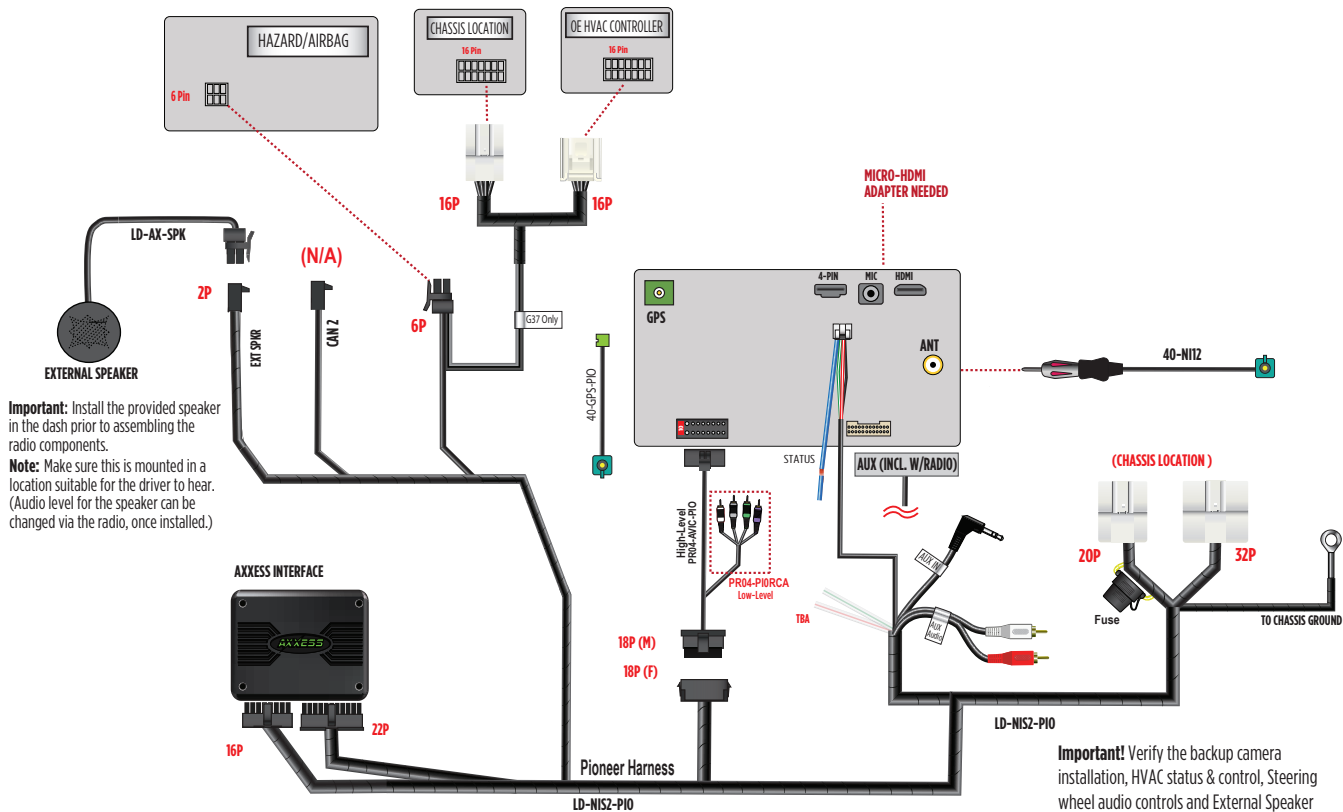 HAZARD/AIRBAG
6 Pin
CHASSIS LOCATION
16 Pin
OE HVAC CONTROLLER
16 Pin
16P
16P
MICRO-HDMI
ADAPTER NEEDED
LD-AX-SPK
(N/A)
2P
6P
EXT SPKR
CAN 2
G37 Only
EXTERNAL SPEAKER
Important: Install the provided speaker
in the dash prior to assembling the
radio components.
Note: Make sure this is mounted in a
location suitable for the driver to hear.
(Audio level for the speaker can be
changed via the radio, once installed.)
GPS
4-PIN
MIC
HDMI
ANT
40-NI12
40-GPS-PIO
STATUS
AUX (INCL. W/RADIO)
(CHASSIS LOCATION )
20P
32P
Fuse
TO CHASSIS GROUND
High-Level
PR04-AVIC-PIO
PR04-PI0RCA
Low-Level
AUX IN
AUX
Audio
TBA
18P (M)
18P (F)
AXXESS INTERFACE
AXXESS
16P
22P
Pioneer Harness
LD-NIS2-PIO
LD-NIS2-PIO
Important! Verify the backup camera
installation, HVAC status & control, Steering
wheel audio controls and External Speaker